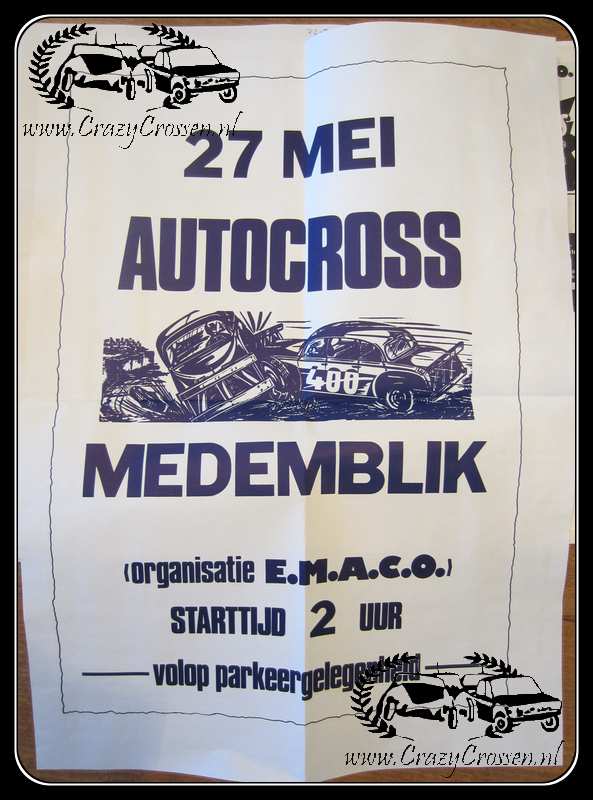 www.CrazyCrossen.nl
27 MEI
AUTOCROSS
400
MEDEMBLIK
(organisatie E.M.A.C.O.)
STARTTIJD 2 UUR
volop parkeergelegenheid
www.CrazyCrossen.nl